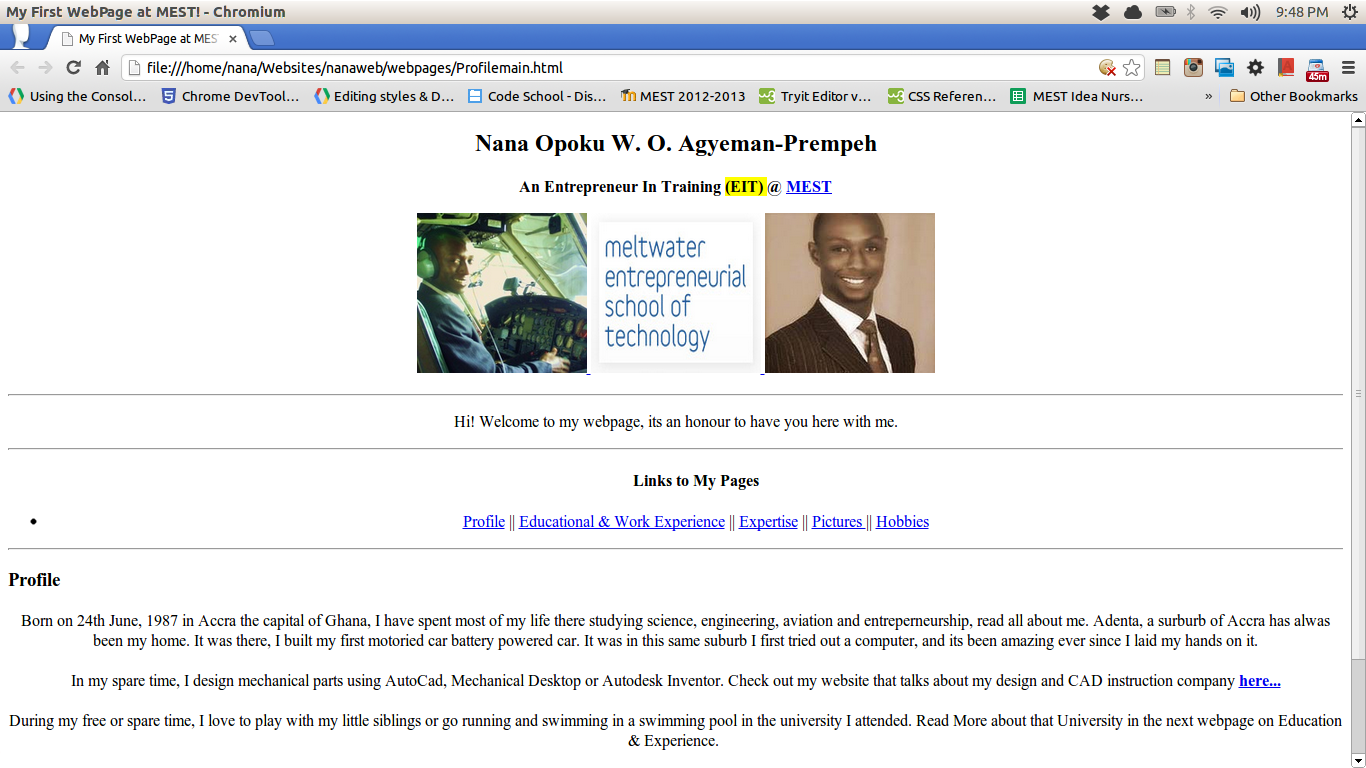 My First WebPage at MEST! - Chromium
9:48 PM
My First WebPage at MES
file:///home/nana/Websites/nanaweb/webpages/Profilemain.html
45m
Using the Consol... Chrome DevTool... Editing styles & D... Code School - Dis... MEST 2012-2013 Tryit Editor v... CSS Referen... MEST Idea Nurs... » Other Bookmarks
Nana Opoku W. O. Agyeman-Prempeh
An Entrepreneur In Training (EIT) @ MEST
meltwater
entrepreneurial
school of
technology
Hi! Welcome to my webpage, its an honour to have you here with me.
Links to My Pages
• Profile || Educational & Work Experience || Expertise || Pictures || Hobbies
Profile
Born on 24th June, 1987 in Accra the capital of Ghana, I have spent most of my life there studying science, engineering, aviation and entreperneurship, read all about me. Adenta, a surburb of Accra has alwas
been my home. It was there, I built my first motoried car battery powered car. It was in this same suburb I first tried out a computer, and its been amazing ever since I laid my hands on it.
In my spare time, I design mechanical parts using AutoCad, Mechanical Desktop or Autodesk Inventor. Check out my website that talks about my design and CAD instruction company here...
During my free or spare time, I love to play with my little siblings or go running and swimming in a swimming pool in the university I attended. Read More about that University in the next webpage on Education
& Experience.